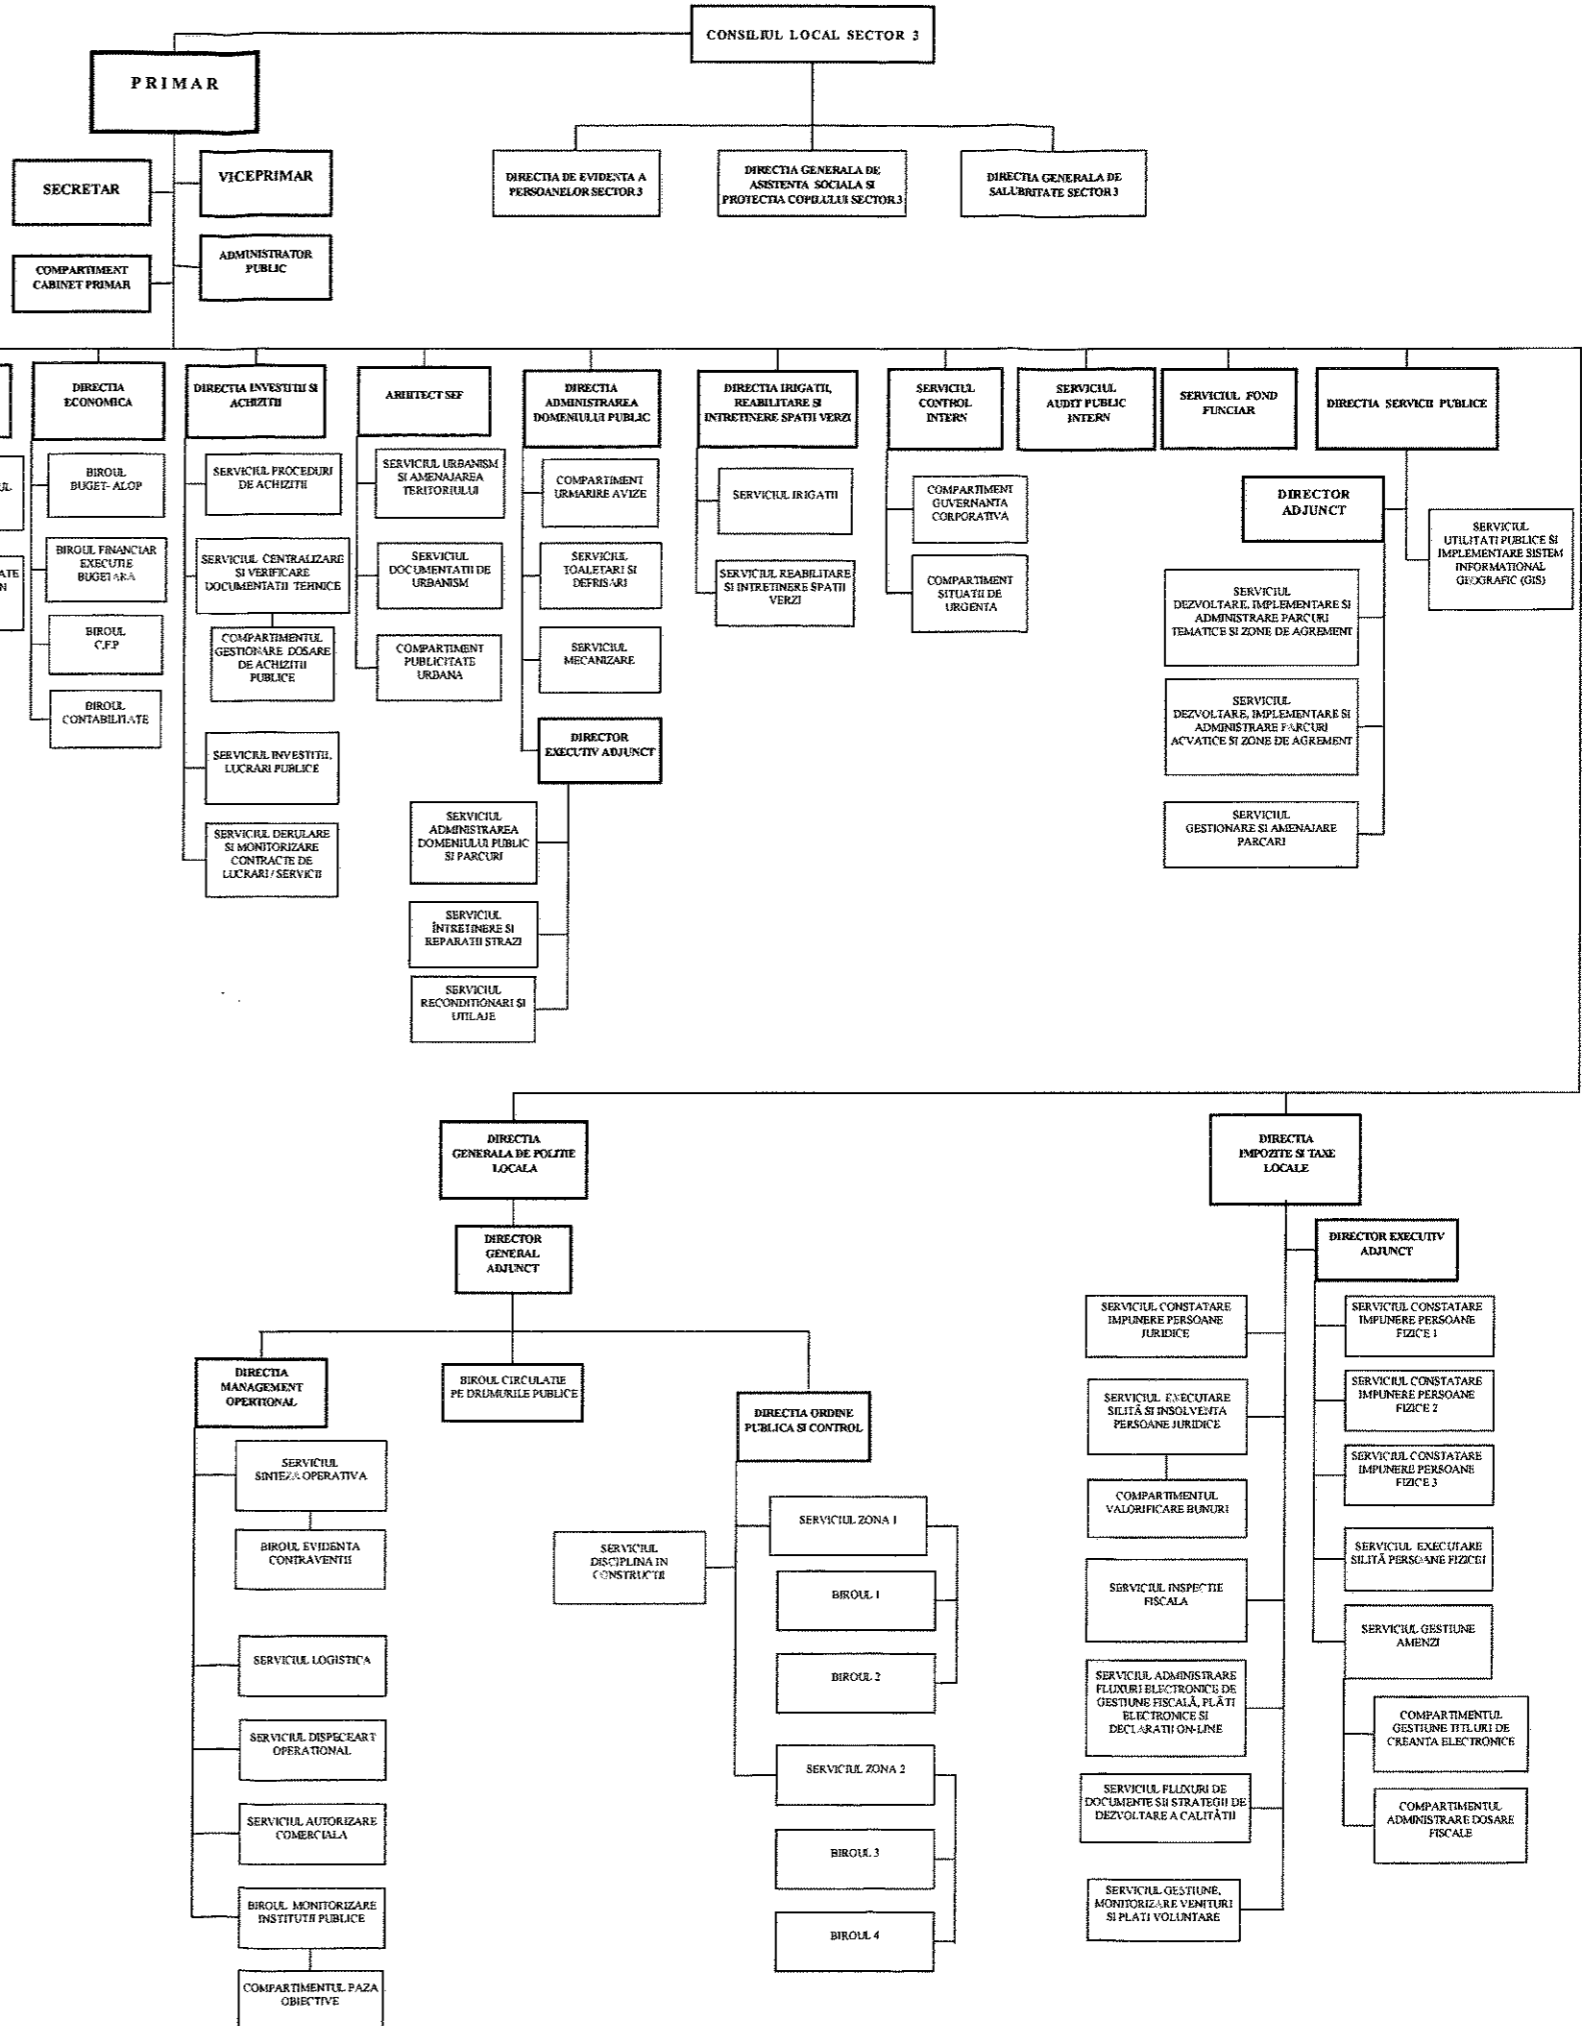 CONSILIUL LOCAL SECTOR 3
PRIMAR
SECRETAR
VICEPRIMAR
COMPARTIMENT
CABINET PRIMAR
ADMINISTRATOR
PUBLIC
DIRECTIA DE EVIDENTA A
PERSOANELOR SECTOR 3
DIRECTIA GENERALA DE
ASISTENTA SOCIALA SI
PROTECTIA COPILULUI SECTOR 3
DIRECTIA GENERALA DE
SALUBRITATE SECTOR 3
UL
ATE
N
DIRECTIA
ECONOMICA
BIROUL
BUGET- ALOP
BIROUL FINANCIAR
EXECUTIE
BUGETARA
BIROUL
C.F.P
BIROUL
CONTABILITATE
DIRECTIA INVESTITII SI
ACHIZITII
SERVICIUL PROCEDURI
DE ACHIZITII
SERVICIUL CENTRALIZARE
SI VERIFICARE
DOCUMENTATII TEHNICE
COMPARTIMENTUL
GESTIONARE DOSARE
DE ACHIZITII
PUBLICE
SERVICIUL INVESTITII,
LUCRARI PUBLICE
SERVICIUL DERULARE
SI MONITORIZARE
CONTRACTE DE
LUCRARI / SERVICII
ARHITECT SEF
SERVICIUL URBANISM
SI AMENAJAREA
TERITORIULUI
SERVICIUL
DOCUMENTATII DE
URBANISM
COMPARTIMENT
PUBLICITATE
URBANA
DIRECTIA
ADMINISTRAREA
DOMENIULUI PUBLIC
COMPARTIMENT
URMARIRE AVIZE
SERVICIUL
TOALETARI SI
DEFRISARI
SERVICIUL
MECANIZARE
DIRECTOR
EXECUTIV ADJUNCT
SERVICIUL
ADMINISTRAREA
DOMENIULUI PUBLIC
SI PARCURI
SERVICIUL
ÎNTRETINERE SI
REPARATII STRAZI
SERVICIUL
RECONDITIONARI SI
UTILAJE
DIRECTIA IRIGATII,
REABILITARE SI
INTRETINERE SPATII VERZI
SERVICIUL IRIGATII
SERVICIUL REABILITARE
SI INTRETINERE SPATII
VERZI
SERVICIUL
CONTROL
INTERN
COMPARTIMENT
GUVERNANTA
CORPORATIVA
COMPARTIMENT
SITUATII DE
URGENTA
SERVICIUL
AUDIT PUBLIC
INTERN
SERVICIUL FOND
FUNCIAR
DIRECTIA SERVICII PUBLICE
DIRECTOR
ADJUNCT
SERVICIUL
UTILITATI PUBLICE SI
IMPLEMENTARE SISTEM
INFORMATIONAL
GEOGRAFIC (GIS)
SERVICIUL
DEZVOLTARE, IMPLEMENTARE SI
ADMINISTRARE PARCURI
TEMATICE SI ZONE DE AGREMENT
SERVICIUL
DEZVOLTARE, IMPLEMENTARE SI
ADMINISTRARE PARCURI
ACVATICE SI ZONE DE AGREMENT
SERVICIUL
GESTIONARE SI AMENAJARE
PARCARI
DIRECTIA
GENERALA DE POLITIE
LOCALA
DIRECTOR
GENERAL
ADJUNCT
DIRECTIA
MANAGEMENT
OPERTIONAL
BIROUL CIRCULATIE
PE DRUMURILE PUBLICE
DIRECTIA ORDINE
PUBLICA SI CONTROL
SERVICIUL
SINTEZA OPERATIVA
BIROUL EVIDENTA
CONTRAVENTII
SERVICIUL LOGISTICA
SERVICIUL DISPECEART
OPERATIONAL
SERVICIUL AUTORIZARE
COMERCIALA
BIROUL MONITORIZARE
INSTITUTII PUBLICE
COMPARTIMENTUL PAZA
OBIECTIVE
SERVICIUL
DISCIPLINA IN
CONSTRUCTII
SERVICIUL ZONA 1
BIROUL 1
BIROUL 2
SERVICIUL ZONA 2
BIROUL 3
BIROUL 4
DIRECTIA
IMPOZITE SI TAXE
LOCALE
DIRECTOR EXECUTIV
ADJUNCT
SERVICIUL CONSTATARE
IMPUNERE PERSOANE
JURIDICE
SERVICIUL EXECUTARE
SILITĂ SI INSOLVENTA
PERSOANE JURIDICE
COMPARTIMENTUL
VALORIFICARE BUNURI
SERVICIUL INSPECTIE
FISCALA
SERVICIUL ADMINISTRARE
FLUXURI ELECTRONICE DE
GESTIUNE FISCALĂ, PLĂTI
ELECTRONICE SI
DECLARATII ON-LINE
SERVICIUL FLUXURI DE
DOCUMENTE SII STRATEGII DE
DEZVOLTARE A CALITĂTII
SERVICIUL GESTIUNE,
MONITORIZARE VENITURI
SI PLATI VOLUNTARE
SERVICIUL CONSTATARE
IMPUNERE PERSOANE
FIZICE 1
SERVICIUL CONSTATARE
IMPUNERE PERSOANE
FIZICE 2
SERVICIUL CONSTATARE
IMPUNERE PERSOANE
FIZICE 3
SERVICIUL EXECUTARE
SILITĂ PERSOANE FIZICEI
SERVICIUL GESTIUNE
AMENZI
COMPARTIMENTUL
GESTIUNE TITLURI DE
CREANTA ELECTRONICE
COMPARTIMENTUL
ADMINISTRARE DOSARE
FISCALE